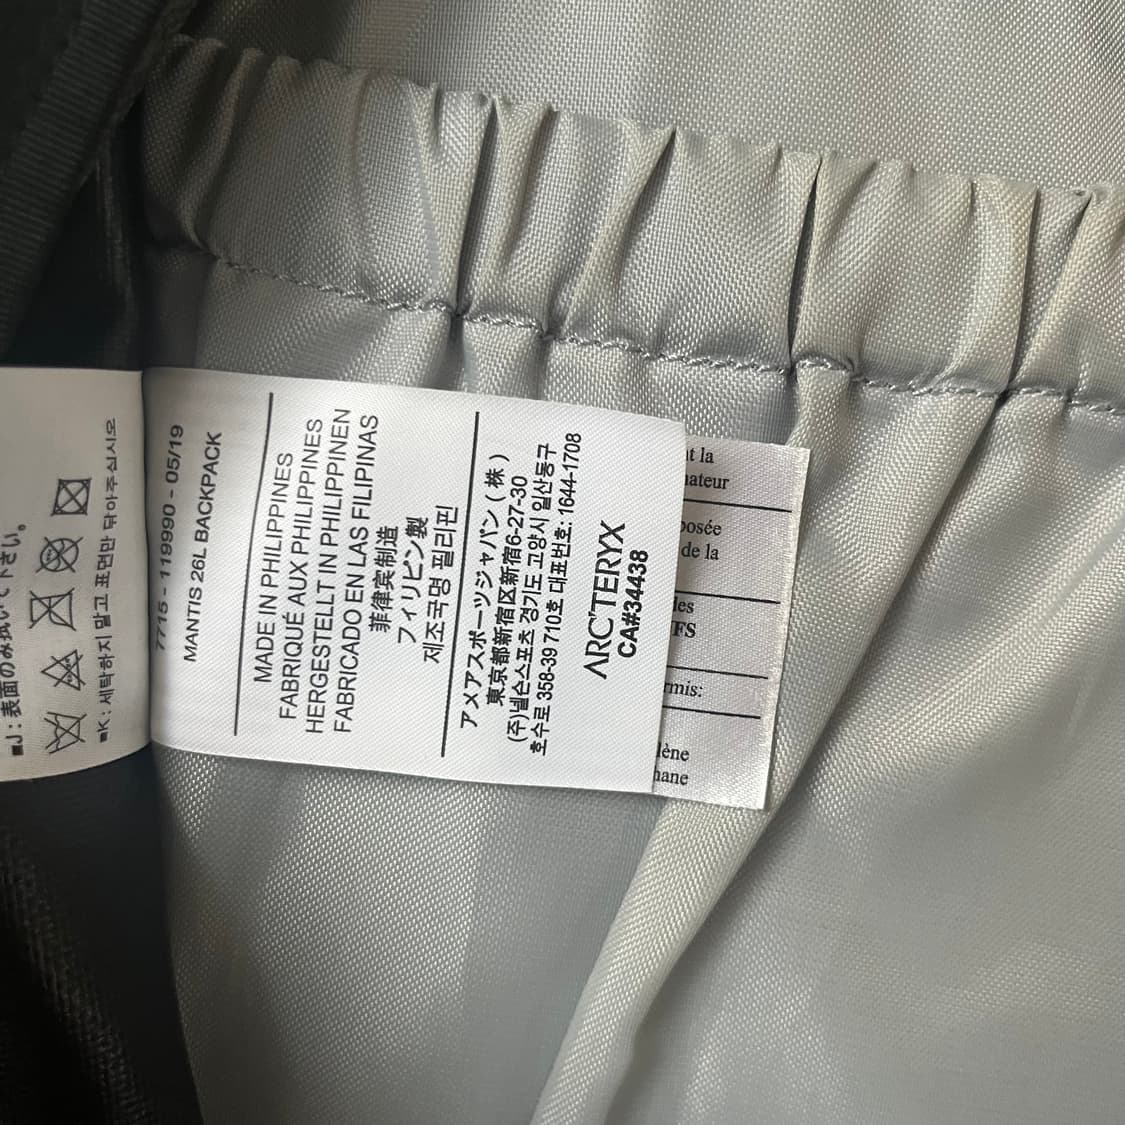 ■J：表面のみ拭いて下さい。
■K：세탁하지 말고 표면만 닦아주십시오
7715 - 119990 - 05/19
MANTIS 26L BACKPACK
MADE IN PHILIPPINES
FABRIQUÉ AUX PHILIPPINES
HERGESTELLT IN PHILIPPINEN
FABRICADO EN LAS FILIPINAS
菲律宾制造
フィリピン製
제조국명 필리핀
アメアスポーツジャパン（株）
東京都新宿区新宿6-27-30
(주)넬슨스포츠 경기도 고양시 일산동구
호수로 358-39 710호 대표번호: 1644-1708
ARC'TERYX
CA#34438
t la
ateur
posée
de la
les
FS
rmis:
lène
hane